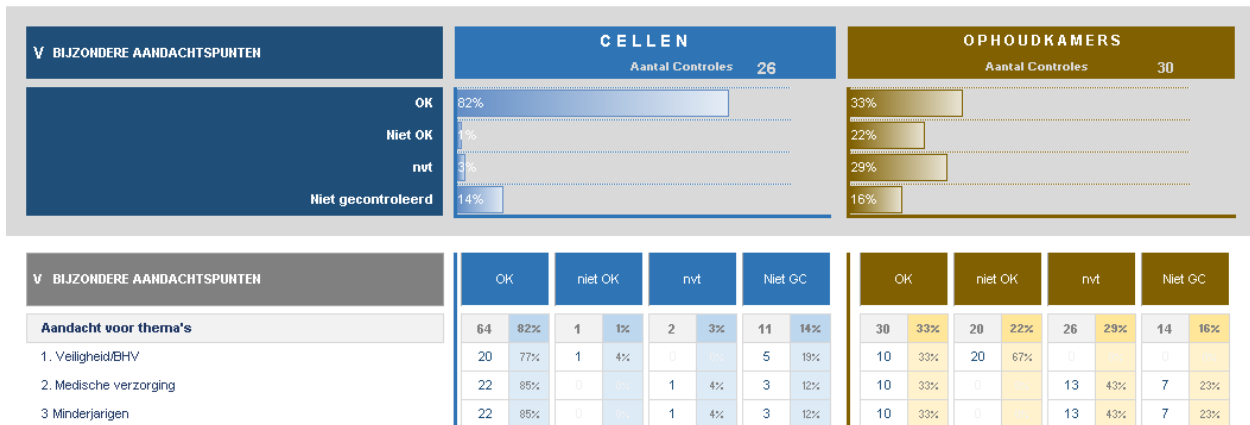 V BIJZONDERE AANDACHTSPUNTEN
CELLEN
Aantal Controles 26
OPHOUDKAMERS
Aantal Controles 30
OK 82% 33%
Niet OK 1% 22%
nvt 3% 29%
Niet gecontroleerd 14% 16%
V BIJZONDERE AANDACHTSPUNTEN OK niet OK nvt Niet GC OK niet OK nvt Niet GC
Aandacht voor thema's 64 82% 1 1% 2 3% 11 14% 30 33% 20 22% 26 29% 14 16%
1. Veiligheid/BHV 20 77% 1 4% 0 0% 5 19% 10 33% 20 67% 0 0
2. Medische verzorging 22 85% 0 0% 1 4% 3 12% 10 33% 0 13 43% 7 23%
3 Minderjarigen 22 85% 0 0% 1 4% 3 12% 10 33% 0 13 43% 7 23%